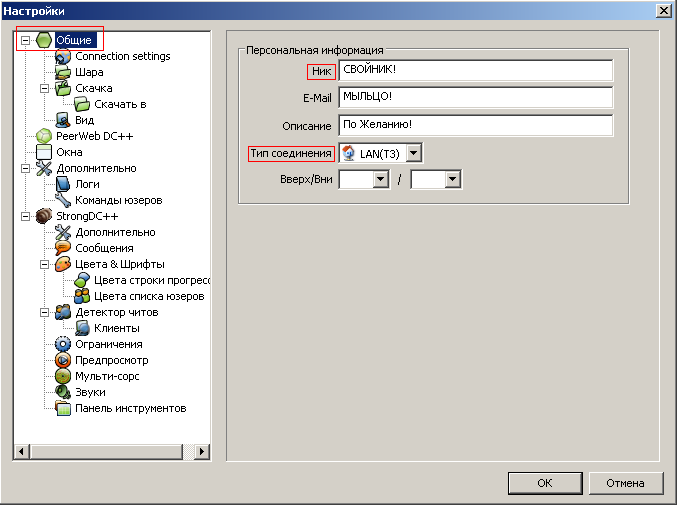 Настройки
Общие
Connection settings
Шара
Скачка
Скачать в
Вид
PeerWeb DC++
Окна
Дополнительно
Логи
Команды юзеров
StrongDC++
Дополнительно
Сообщения
Цвета & Шрифты
Цвета строки прогресс
Цвета списка юзеров
Детектор читов
Клиенты
Ограничения
Предпросмотр
Мульти-сорс
Звуки
Панель инструментов
Персональная информация
Ник СВОЙНИК!
E-Mail МЫЛЬЦО!
Описание По Желанию!
Тип соединения LAN(T3)
Вверх/Вни /
OK Отмена